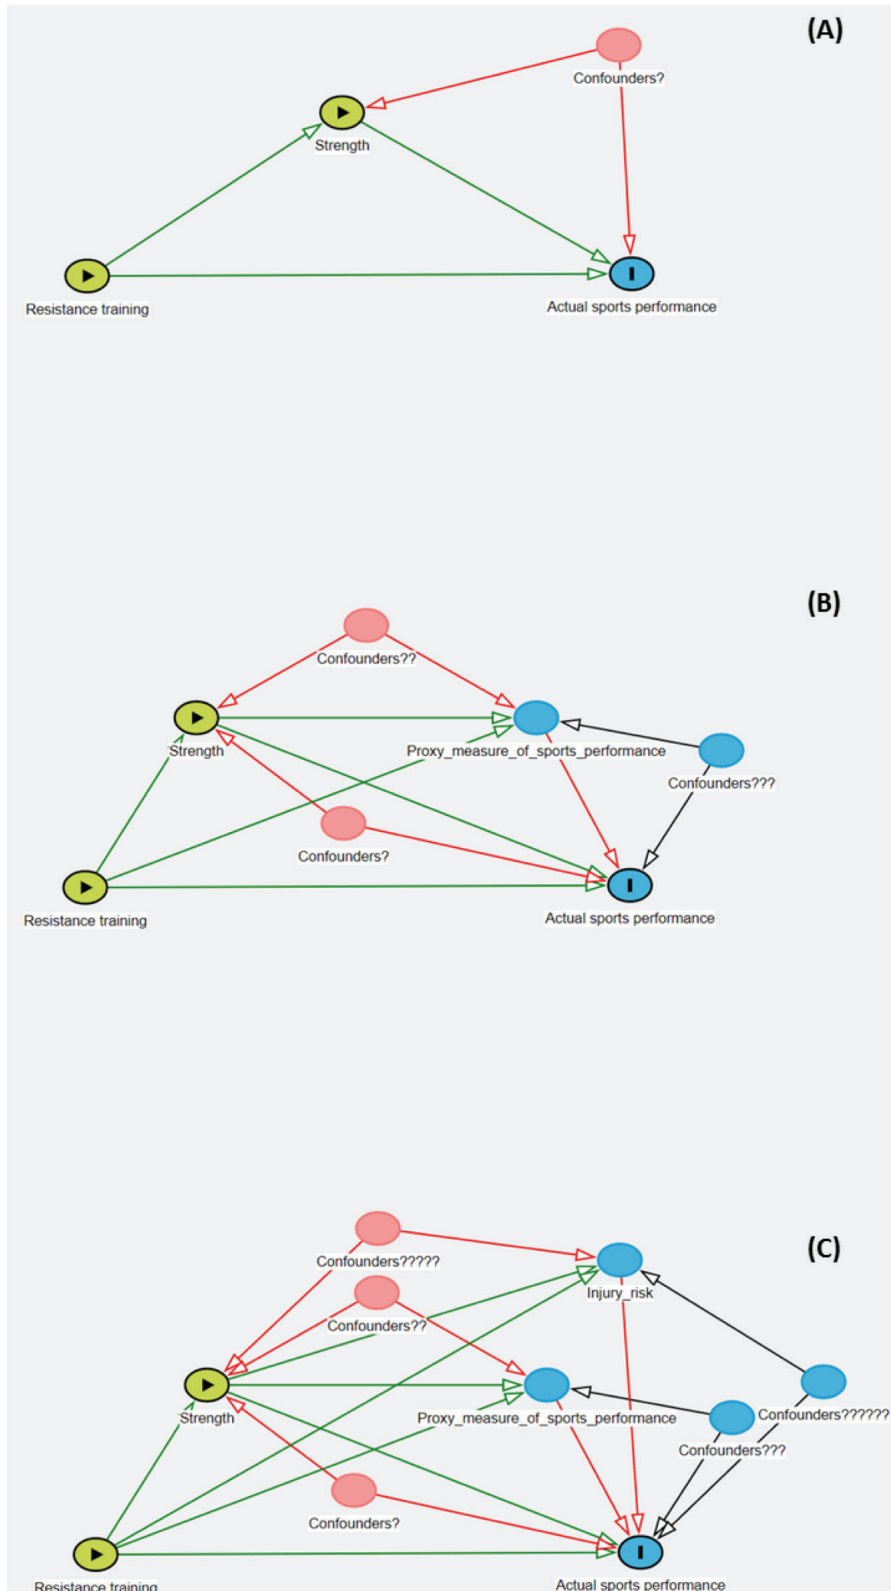 (A)
Confounders?
Strength
Resistance training
Actual sports performance
(B)
Confounders??
Strength
Proxy_measure_of_sports_performance
Confounders???
Confounders?
Resistance training
Actual sports performance
(C)
Confounders?????
Injury_risk
Confounders??
Strength
Proxy_measure_of_sports_performance
Confounders??????
Confounders???
Confounders?
Resistance training
Actual sports performance